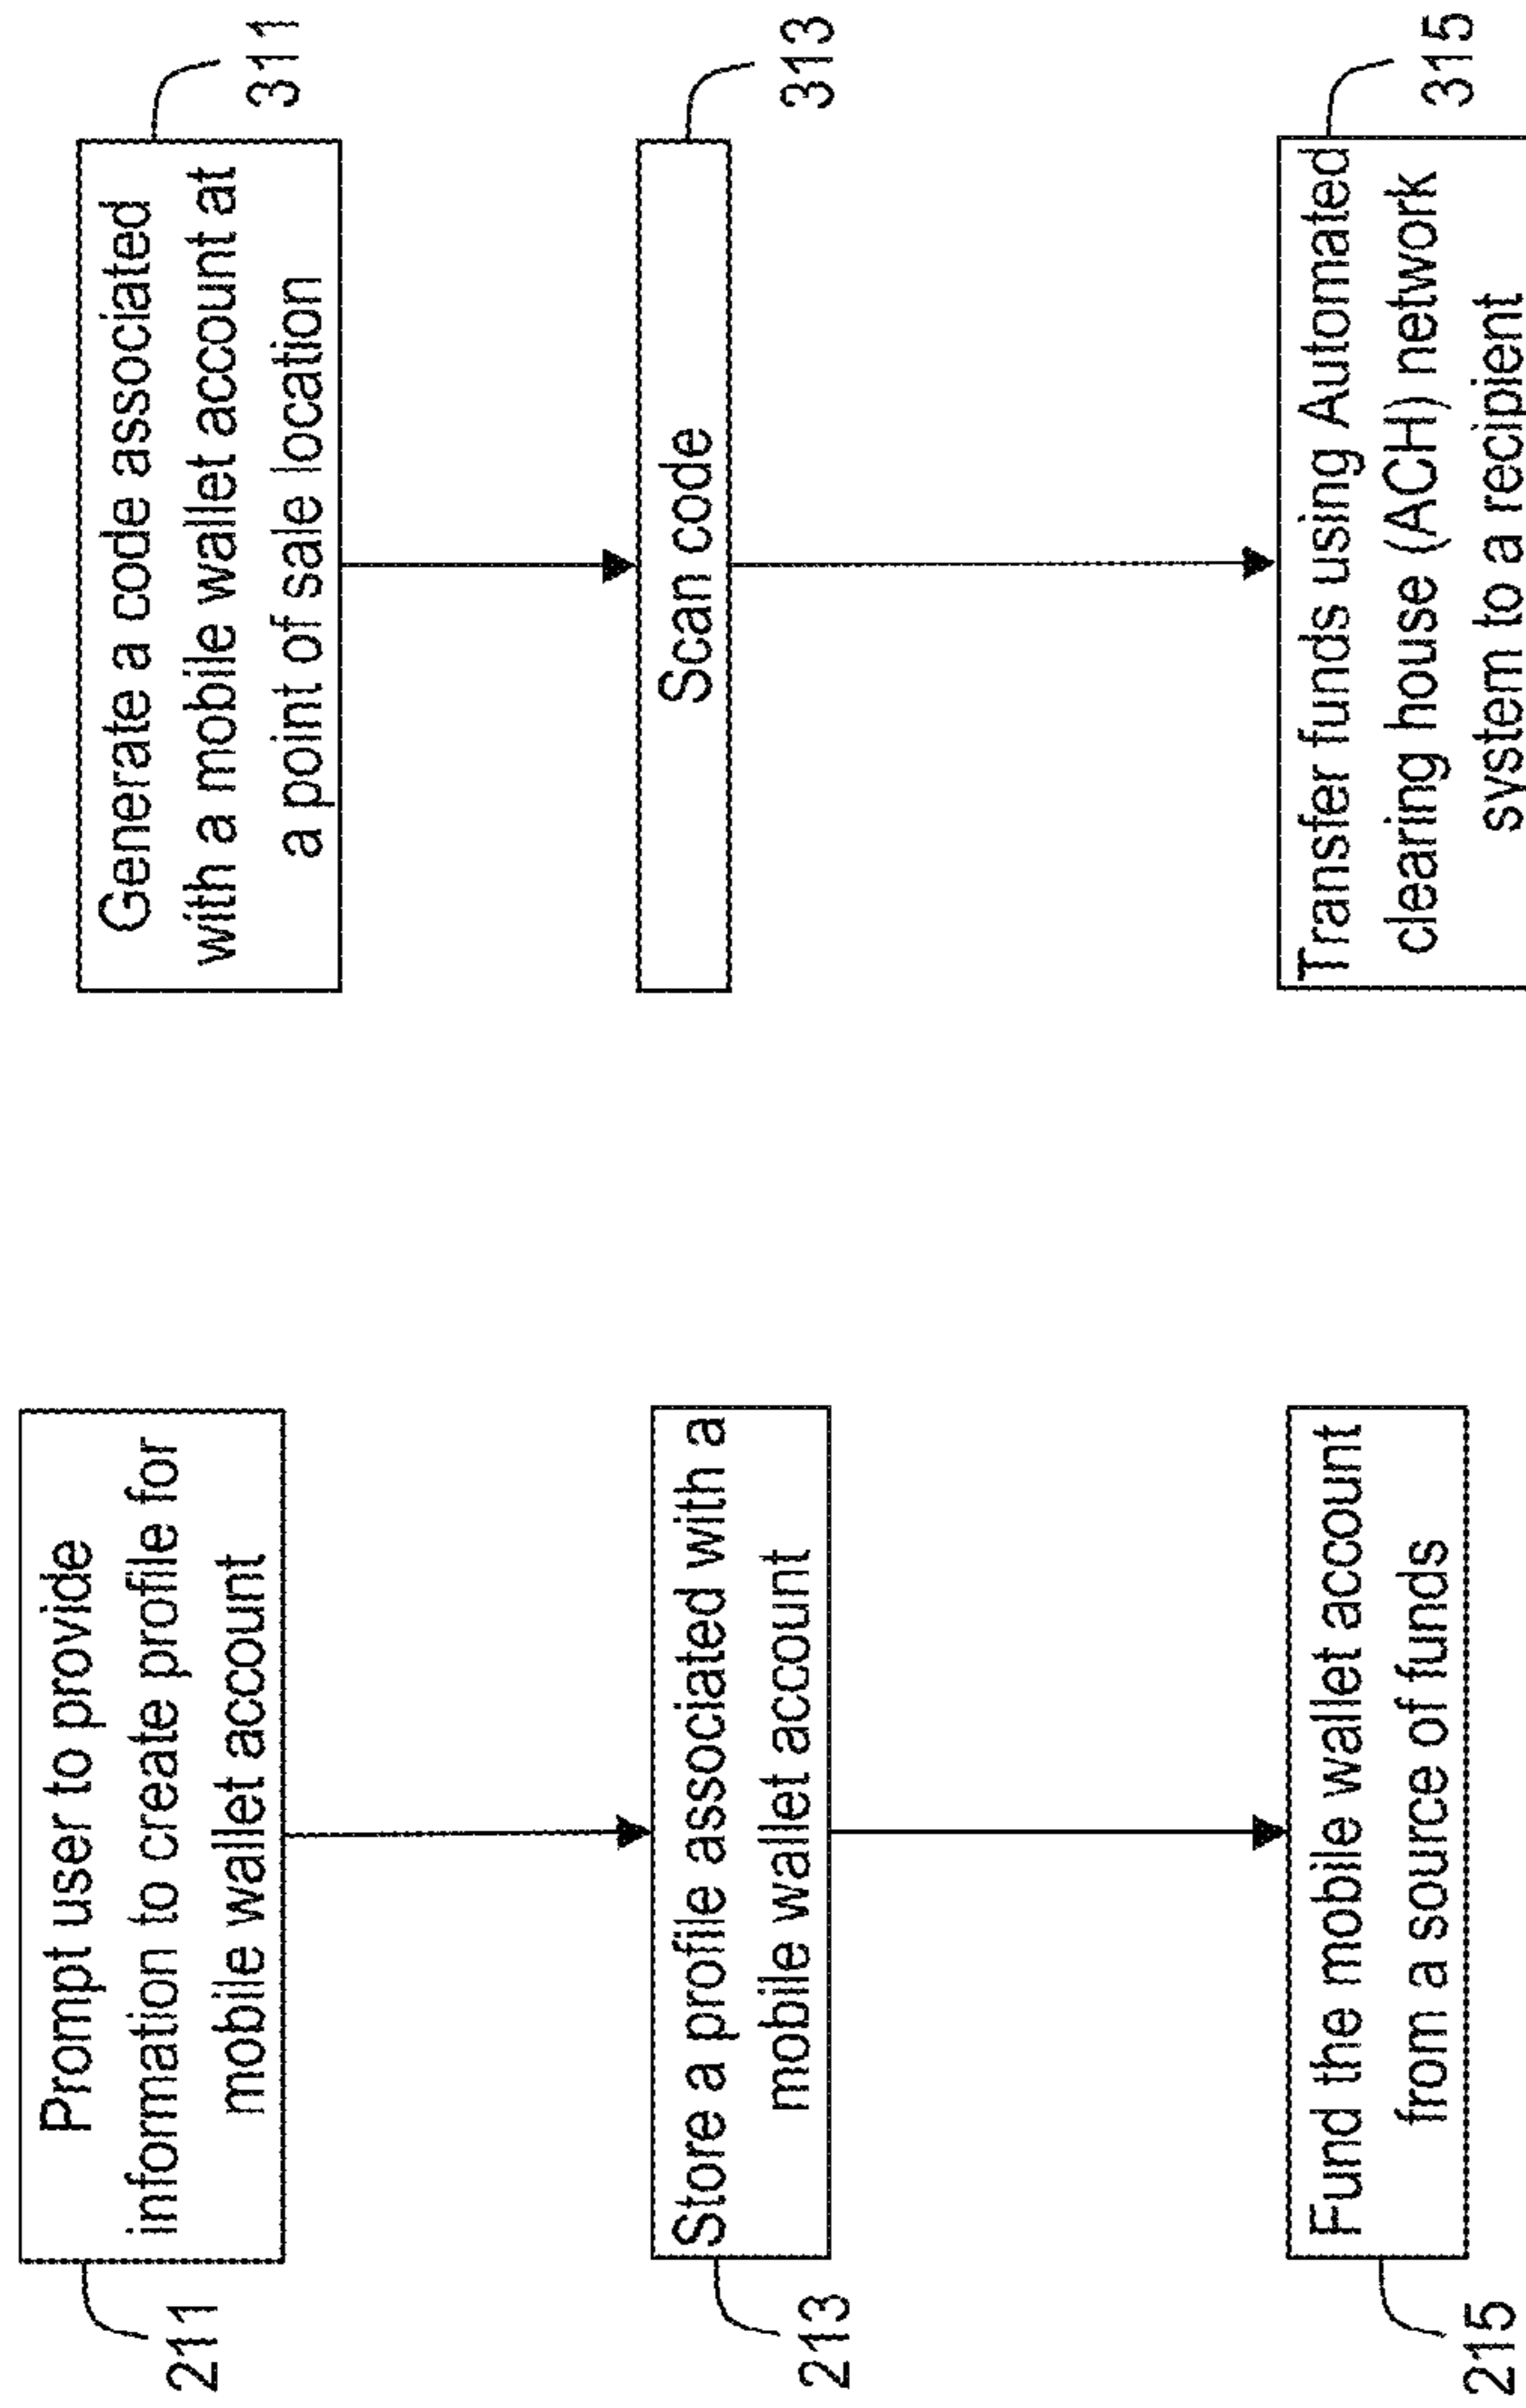 211
Prompt user to provide
information to create profile for
mobile wallet account
213
Store a profile associated with a
mobile wallet account
215
Fund the mobile wallet account
from a source of funds
Generate a code associated
with a mobile wallet account at
a point of sale location
311
Scan code
313
Transfer funds using Automated
clearing house (ACH) network
system to a recipient
315